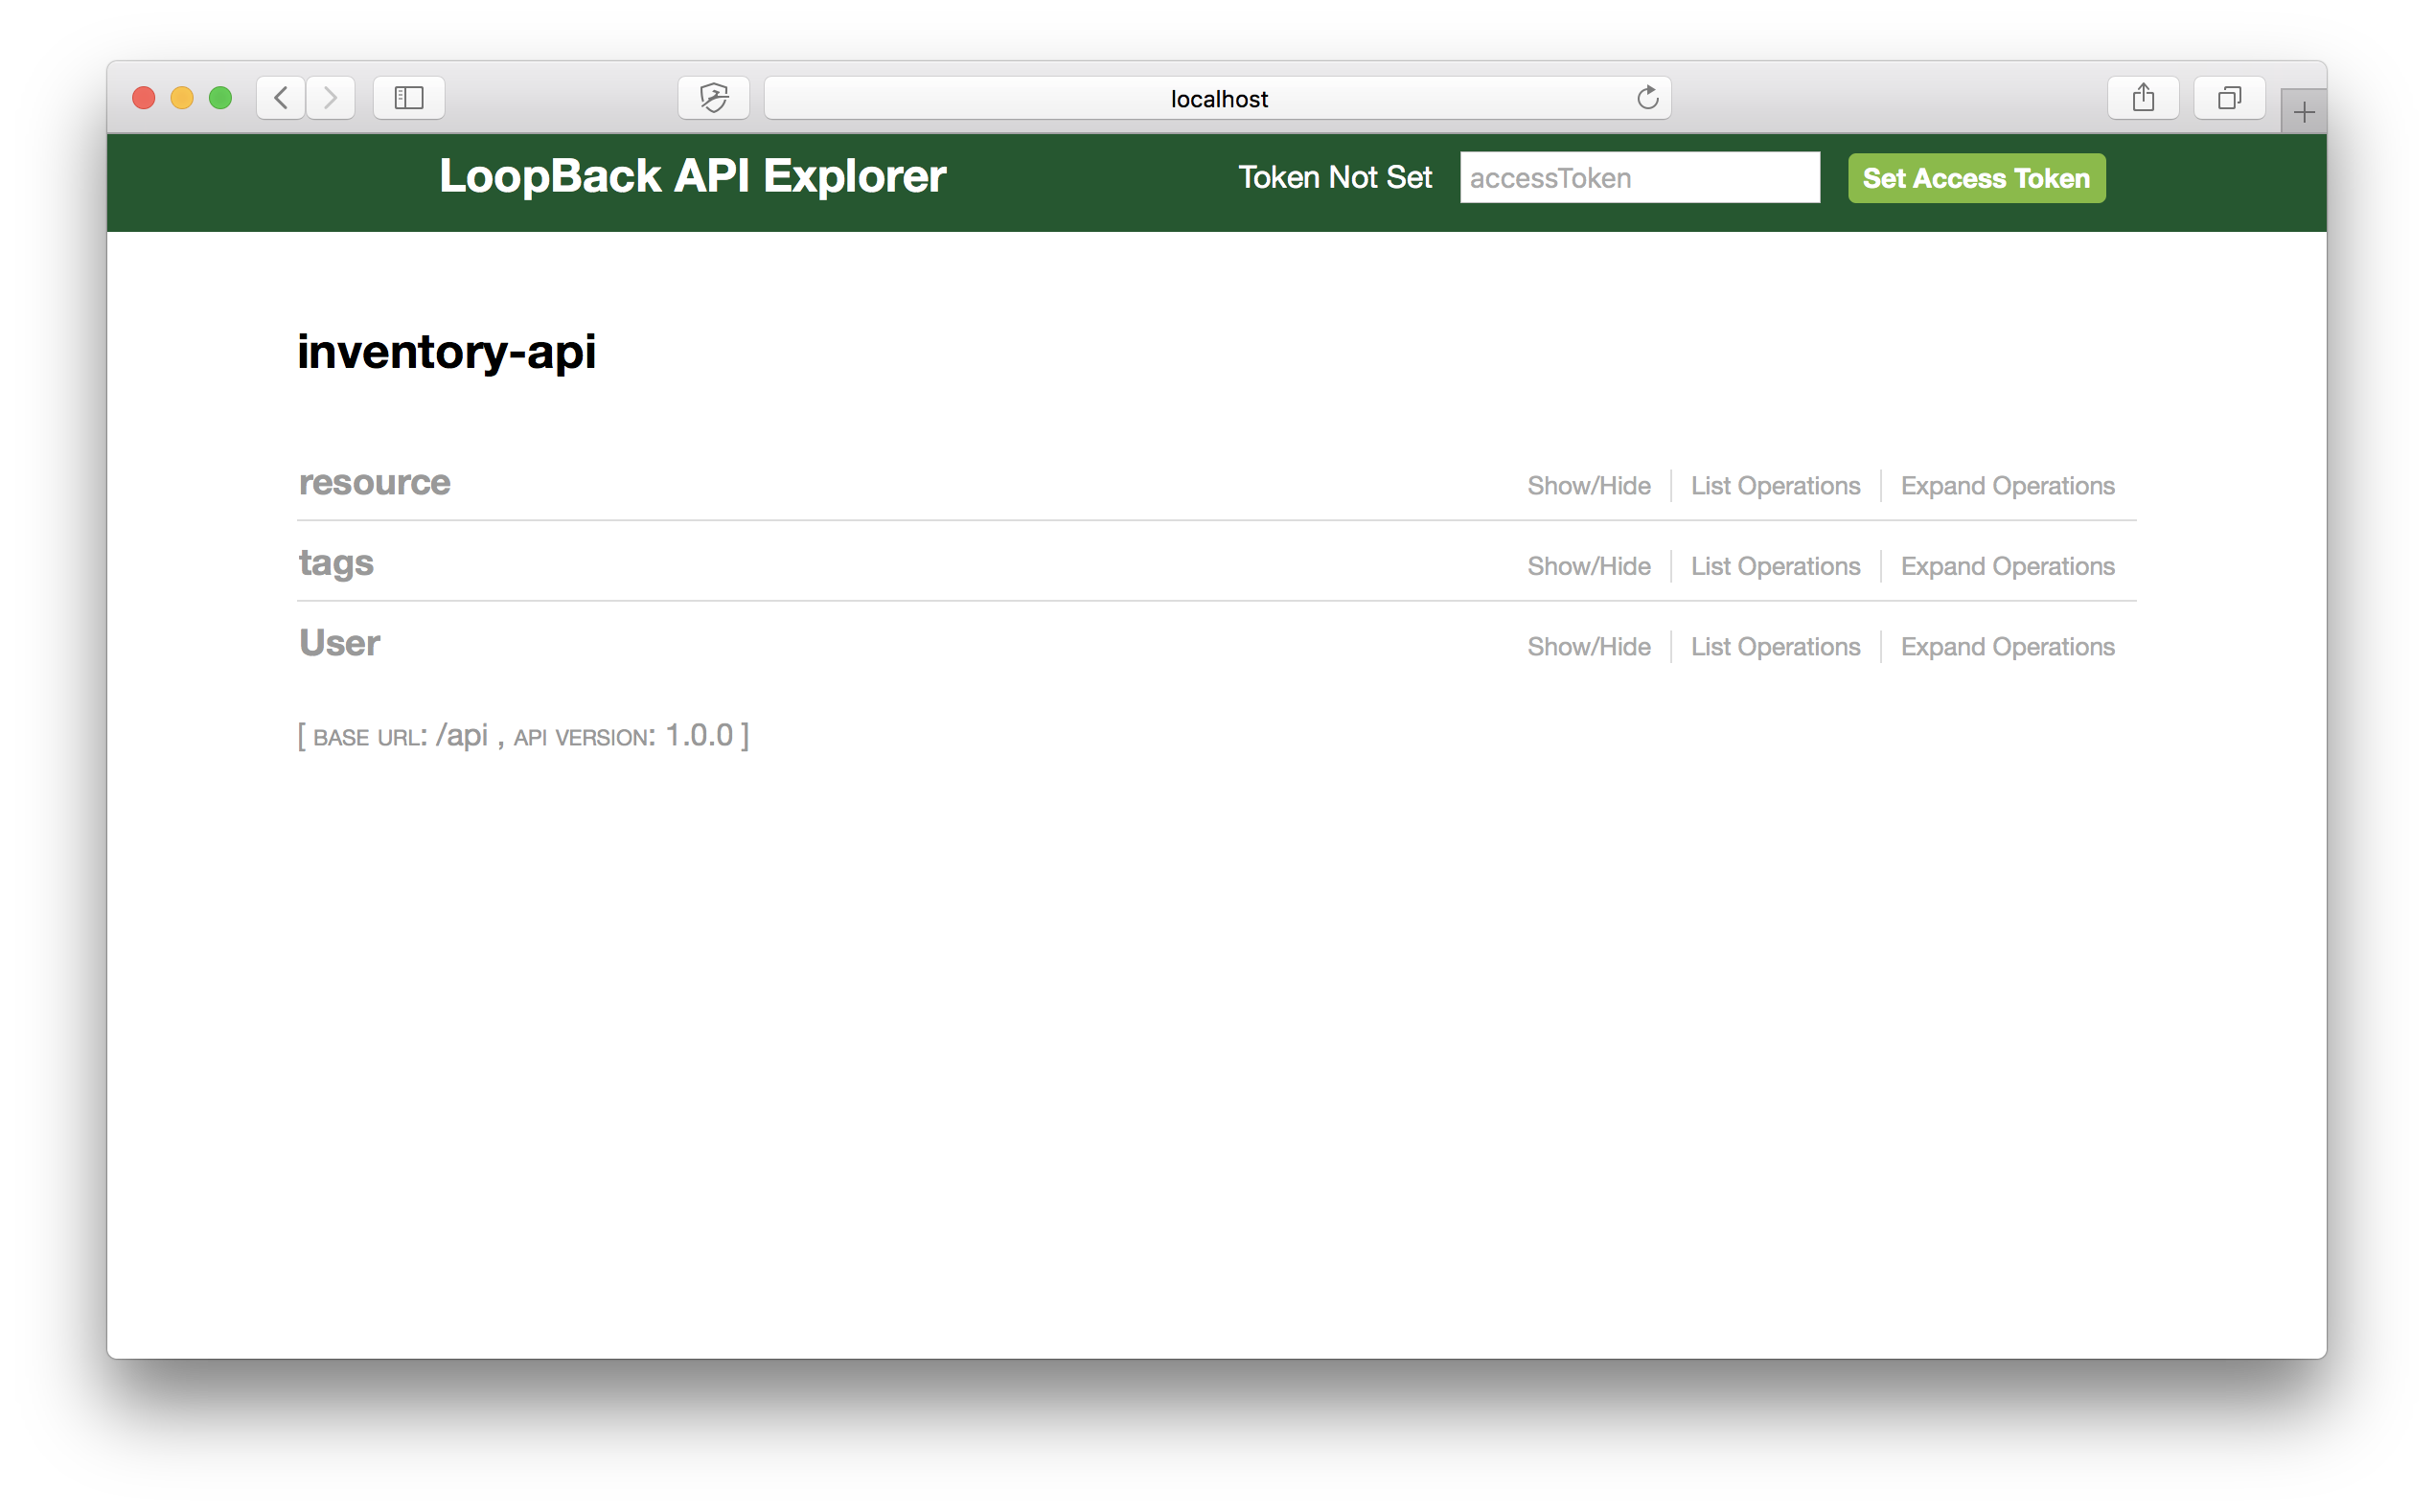 localhost
LoopBack API Explorer Token Not Set accessToken Set Access Token
inventory-api
resource Show/Hide List Operations Expand Operations
tags Show/Hide List Operations Expand Operations
User Show/Hide List Operations Expand Operations
[ BASE URL: /api , API VERSION: 1.0.0 ]